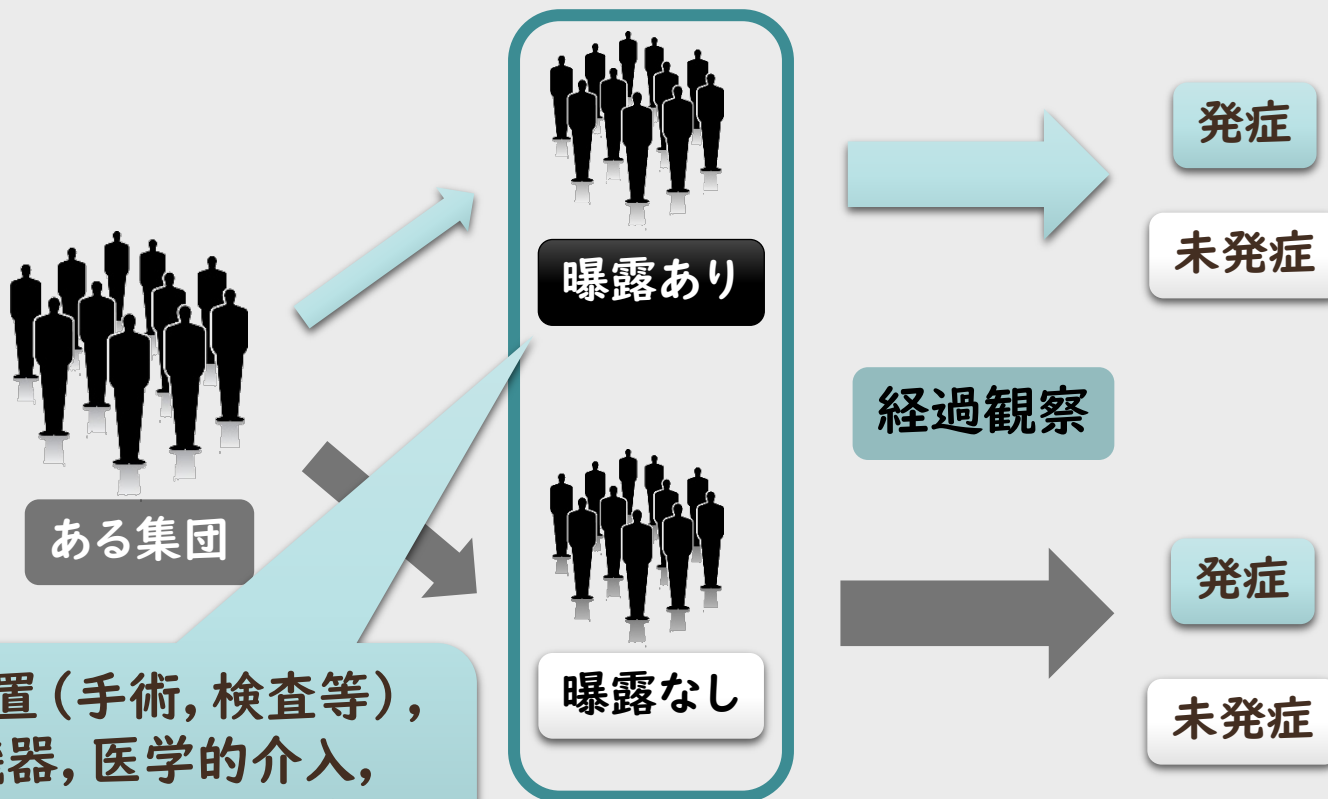 曝露あり
発症
未発症
経過観察
ある集団
曝露なし
発症
未発症
置（手術, 検査等）,
器, 医学的介入,